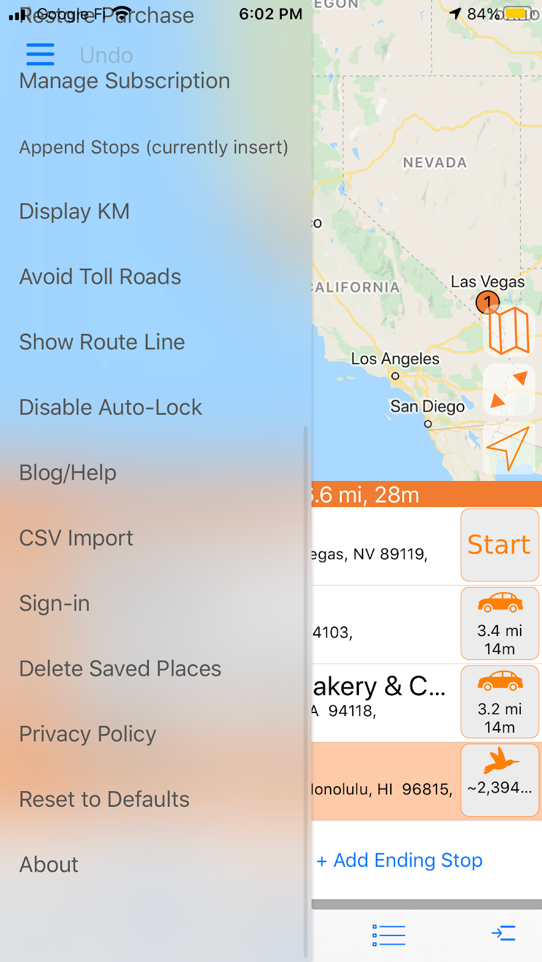 Restore Purchase
Google Fi
6:02 PM
84%
Undo
Manage Subscription
Append Stops (currently insert)
Display KM
Avoid Toll Roads
Show Route Line
Disable Auto-Lock
Blog/Help
CSV Import
Sign-in
Delete Saved Places
Privacy Policy
Reset to Defaults
About
EGON
NEVADA
co
CALIFORNIA
Las Vegas
1
Los Angeles
San Diego
6.6 mi, 28m
egas, NV 89119,
Start
4103,
3.4 mi
14m
akery & C...
A 94118,
3.2 mi
14m
Honolulu, HI 96815,
~2,394...
+ Add Ending Stop